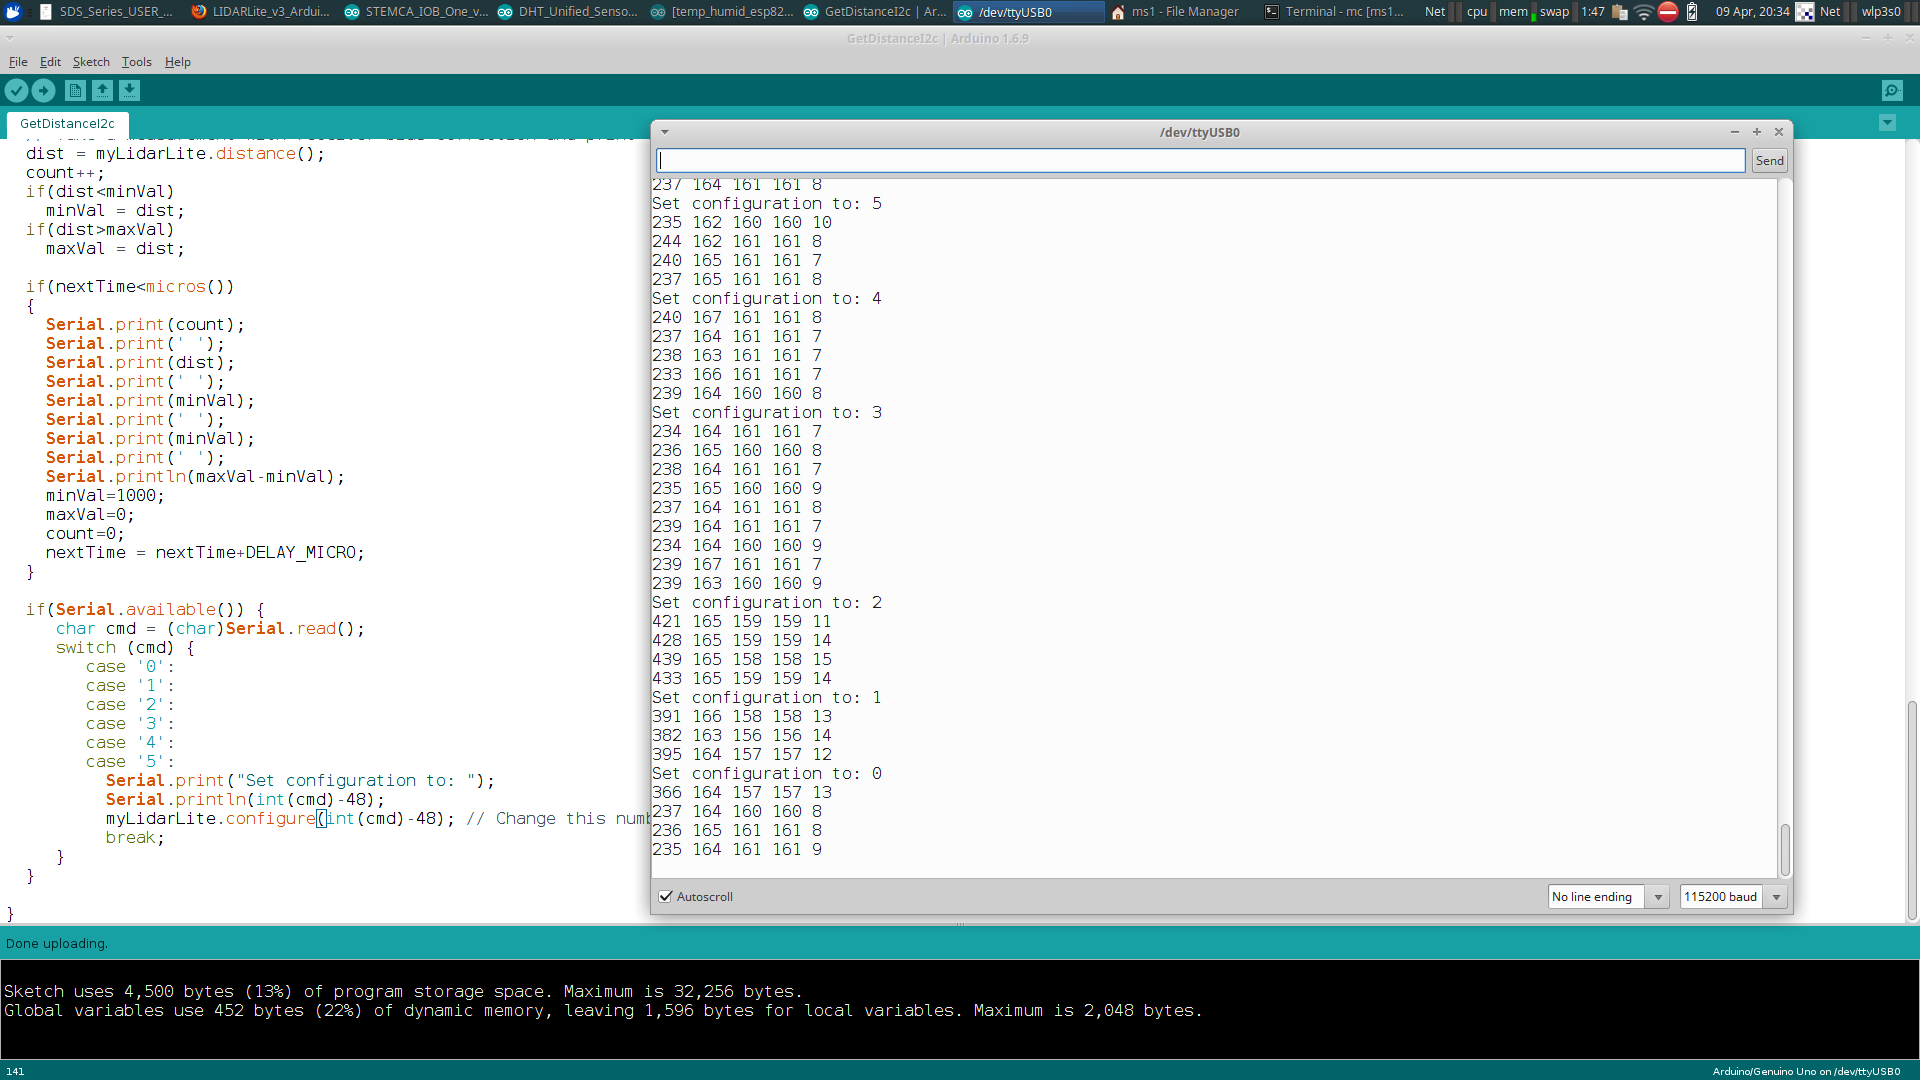 SDS_Series_USER_...
LIDARLite_v3_Ardui...
STEMCA_IOB_One_v...
DHT_Unified_Senso...
[temp_humid_esp82...
GetDistanceI2c | Ar...
/dev/ttyUSB0
ms1 - File Manager
Terminal - mc [ms1...
Net
cpu
mem
swap
1:47
09 Apr, 20:34
Net
wlp3s0
GetDistanceI2c | Arduino 1.6.9
File Edit Sketch Tools Help
GetDistanceI2c
dist = myLidarLite.distance();
count++;
if(dist<minVal)
minVal = dist;
if(dist>maxVal)
maxVal = dist;
if(nextTime<micros())
{
Serial.print(count);
Serial.print(' ');
Serial.print(dist);
Serial.print(' ');
Serial.print(minVal);
Serial.print(' ');
Serial.print(minVal);
Serial.print(' ');
Serial.println(maxVal-minVal);
minVal=1000;
maxVal=0;
count=0;
nextTime = nextTime+DELAY_MICRO;
}
if(Serial.available()) {
char cmd = (char)Serial.read();
switch (cmd) {
case '0':
case '1':
case '2':
case '3':
case '4':
case '5':
Serial.print("Set configuration to: ");
Serial.println(int(cmd)-48);
myLidarLite.configure(int(cmd)-48); // Change this numb
break;
}
}
}
/dev/ttyUSB0
Send
237 164 161 161 8
Set configuration to: 5
235 162 160 160 10
244 162 161 161 8
240 165 161 161 7
237 165 161 161 8
Set configuration to: 4
240 167 161 161 8
237 164 161 161 7
238 163 161 161 7
233 166 161 161 7
239 164 160 160 8
Set configuration to: 3
234 164 161 161 7
236 165 160 160 8
238 164 161 161 7
235 165 160 160 9
237 164 161 161 8
239 164 161 161 7
234 164 160 160 9
239 167 161 161 7
239 163 160 160 9
Set configuration to: 2
421 165 159 159 11
428 165 159 159 14
439 165 158 158 15
433 165 159 159 14
Set configuration to: 1
391 166 158 158 13
382 163 156 156 14
395 164 157 157 12
Set configuration to: 0
366 164 157 157 13
237 164 160 160 8
236 165 161 161 8
235 164 161 161 9
Autoscroll
No line ending
115200 baud
Done uploading.
Sketch uses 4,500 bytes (13%) of program storage space. Maximum is 32,256 bytes.
Global variables use 452 bytes (22%) of dynamic memory, leaving 1,596 bytes for local variables. Maximum is 2,048 bytes.
141
Arduino/Genuino Uno on /dev/ttyUSB0